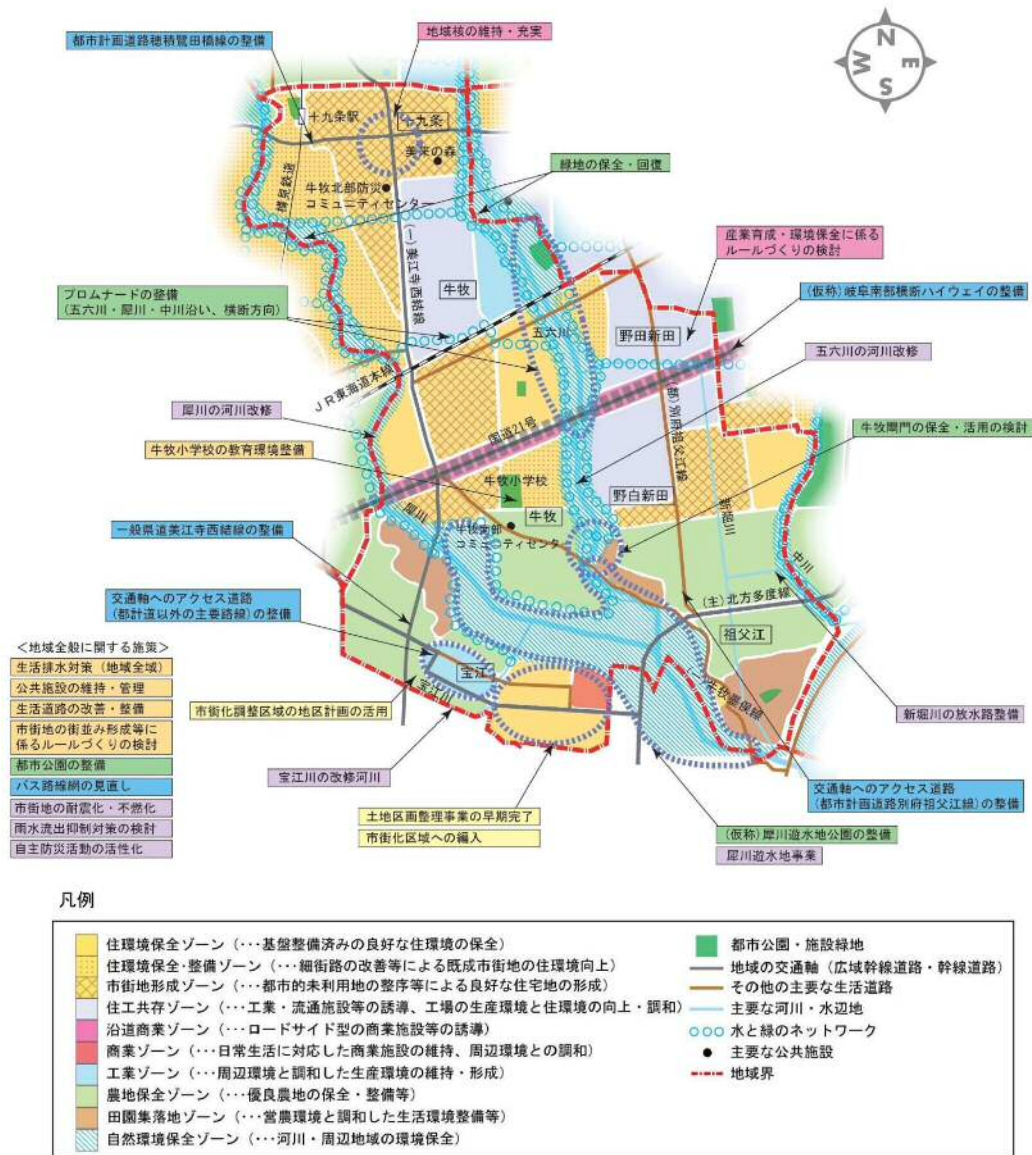 地域核の維持・充実
都市計画道路穂積鷺田橋線の整備
N
E
S
W
十九条駅
十九条
美来の森
樽見鉄道
牛牧北部防災
コミュニティセンター
緑地の保全・回復
(一)美江寺西結線
産業育成・環境保全に係る
ルールづくりの検討
牛牧
プロムナードの整備
(五六川・犀川・中川沿い、横断方向)
五六川
野田新田
(仮称)岐阜南部横断ハイウェイの整備
JR東海道本線
五六川の河川改修
犀川の河川改修
国道21号
(都)別府祖父江線
牛牧閘門の保全・活用の検討
牛牧小学校の教育環境整備
牛牧小学校
野白新田
新堀川
犀川
牛牧
牛牧南部
コミュニティセンタ
一般県道美江寺西結線の整備
中川
(主)北方多度線
交通軸へのアクセス道路
(都計道以外の主要路線)の整備
祖父江
<地域全般に関する施策>
生活排水対策(地域全域)
公共施設の維持・管理
生活道路の改善・整備
市街地の街並み形成等に
係るルールづくりの検討
都市公園の整備
バス路線網の見直し
市街地の耐震化・不燃化
雨水流出抑制対策の検討
自主防災活動の活性化
宝江
宝江川
市街化調整区域の地区計画の活用
新堀川の放水路整備
宝江川の改修河川
土地区画整理事業の早期完了
市街化区域への編入
交通軸へのアクセス道路
(都市計画道路別府祖父江線)の整備
(仮称)犀川遊水地公園の整備
犀川遊水地事業
凡例
住環境保全ゾーン(・・・基盤整備済みの良好な住環境の保全)
住環境保全・整備ゾーン(・・・細街路の改善等による既成市街地の住環境向上)
市街地形成ゾーン(・・・都市的未利用地の整序等による良好な住宅地の形成)
住工共存ゾーン(・・・工業・流通施設等の誘導、工場の生産環境と住環境の向上・調和)
沿道商業ゾーン(・・・ロードサイド型の商業施設等の誘導)
商業ゾーン(・・・日常生活に対応した商業施設の維持、周辺環境との調和)
工業ゾーン(・・・周辺環境と調和した生産環境の維持・形成)
農地保全ゾーン(・・・優良農地の保全・整備等)
田園集落地ゾーン(・・・営農環境と調和した生活環境整備等)
自然環境保全ゾーン(・・・河川・周辺地域の環境保全)
都市公園・施設緑地
地域の交通軸(広域幹線道路・幹線道路)
その他の主要な生活道路
主要な河川・水辺地
水と緑のネットワーク
主要な公共施設
地域界